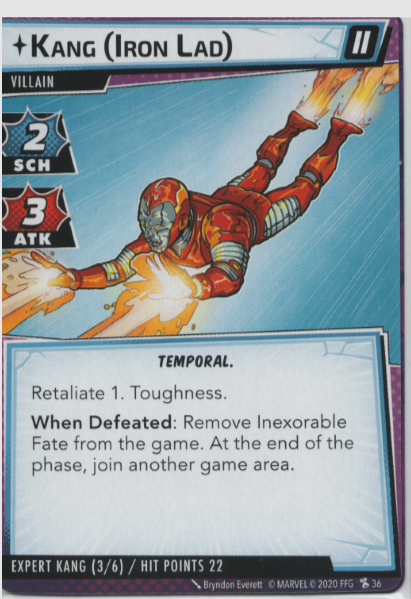 Kang (Iron Lad)
II
VILLAIN
2
SCH
3
ATK
TEMPORAL.
Retaliate 1. Toughness.
When Defeated: Remove Inexorable
Fate from the game. At the end of the
phase, join another game area.
EXPERT KANG (3/6) / HIT POINTS 22
Bryndon Everett © MARVEL © 2020 FFG 36